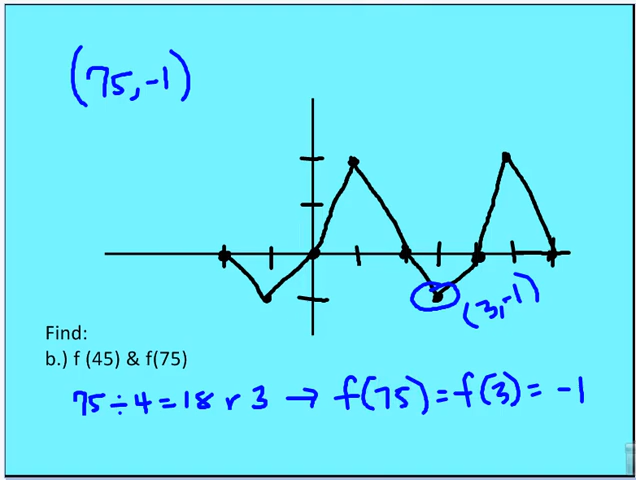 (75, -1)
(3, -1)
Find:
b.) f (45) & f(75)
75 ÷ 4 = 18 r 3 → f(75) = f(3) = -1